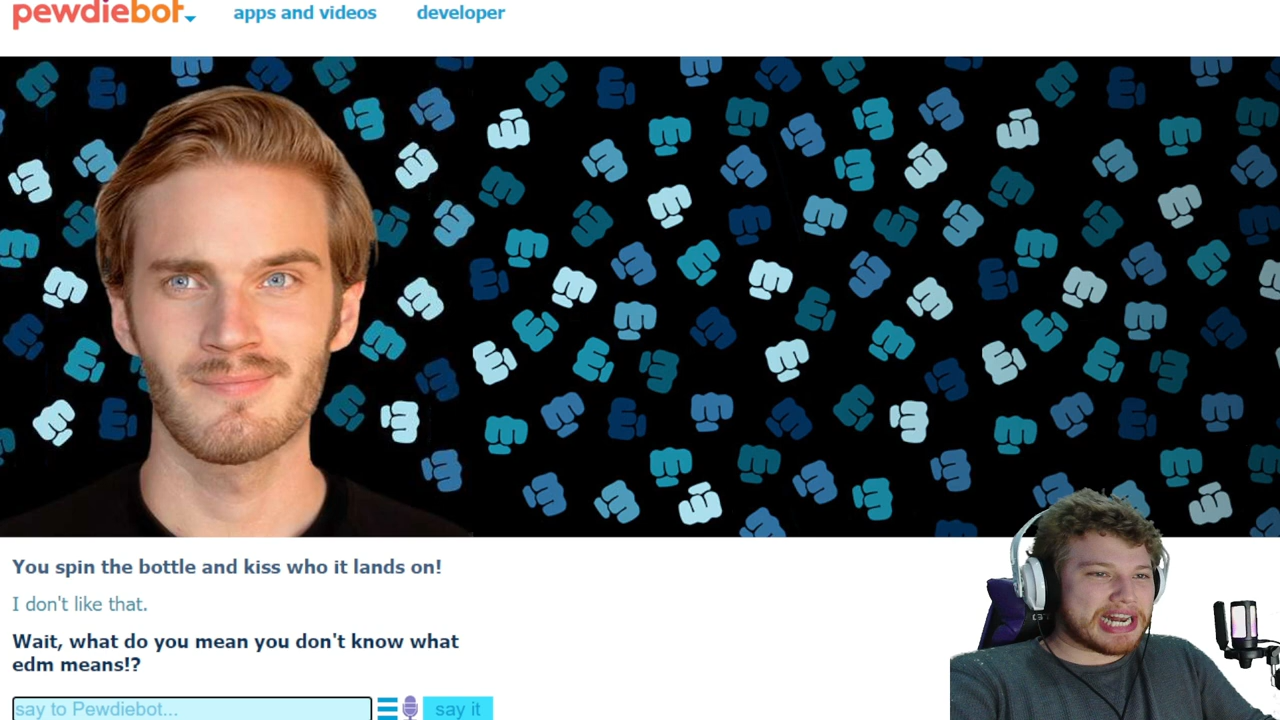 pewdiebot
apps and videos
developer
You spin the bottle and kiss who it lands on!
I don't like that.
Wait, what do you mean you don't know what
edm means!?
say to Pewdiebot...
say it